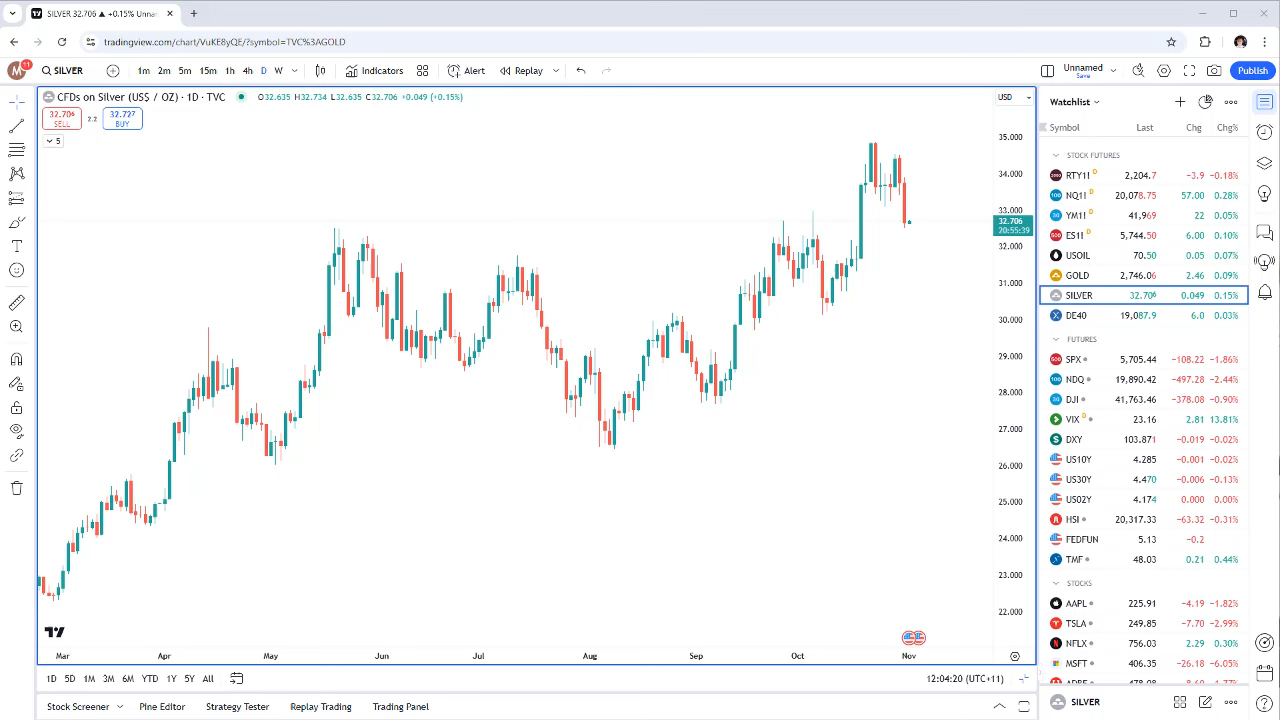 SILVER 32.706 ▲ +0.15% Unna
tradingview.com/chart/VuKE8yQE/?symbol=TVC%3AGOLD
M 11 SILVER 1m 2m 5m 15m 1h 4h D W Indicators Alert Replay Unnamed Save Publish
CFDs on Silver (US$ / OZ) · 1D · TVC O32.635 H32.734 L32.635 C32.706 +0.049 (+0.15%)
USD
32.706 SELL 2.2 32.727 BUY
5
35.000
34.000
33.000
32.706
20:55:39
32.000
31.000
30.000
29.000
28.000
27.000
26.000
25.000
24.000
23.000
22.000
Mar Apr May Jun Jul Aug Sep Oct Nov
1D 5D 1M 3M 6M YTD 1Y 5Y All 12:04:20 (UTC+11)
Stock Screener Pine Editor Strategy Tester Replay Trading Trading Panel
Watchlist
Symbol Last Chg Chg%
STOCK FUTURES
RTY11 D 2,204.7 −3.9 −0.18%
NQ11 D 20,078.75 57.00 0.28%
YM11 D 41,969 22 0.05%
ES11 D 5,744.50 6.00 0.10%
USOIL 70.50 0.05 0.07%
GOLD 2,746.06 2.46 0.09%
SILVER 32.706 0.049 0.15%
DE40 19,087.9 6.0 0.03%
FUTURES
SPX 5,705.44 −108.22 −1.86%
NDQ 19,890.42 −497.28 −2.44%
DJI 41,763.46 −378.08 −0.90%
VIX D 23.16 2.81 13.81%
DXY 103.871 −0.019 −0.02%
US10Y 4.285 −0.001 −0.02%
US30Y 4.470 −0.006 −0.13%
US02Y 4.174 0.000 0.00%
HSI 20,317.33 −63.32 −0.31%
FEDFUN 5.13 −0.2
TMF 48.03 0.21 0.44%
STOCKS
AAPL 225.91 −4.19 −1.82%
TSLA 249.85 −7.70 −2.99%
NFLX 756.03 2.29 0.30%
MSFT 406.35 −26.18 −6.05%
SILVER